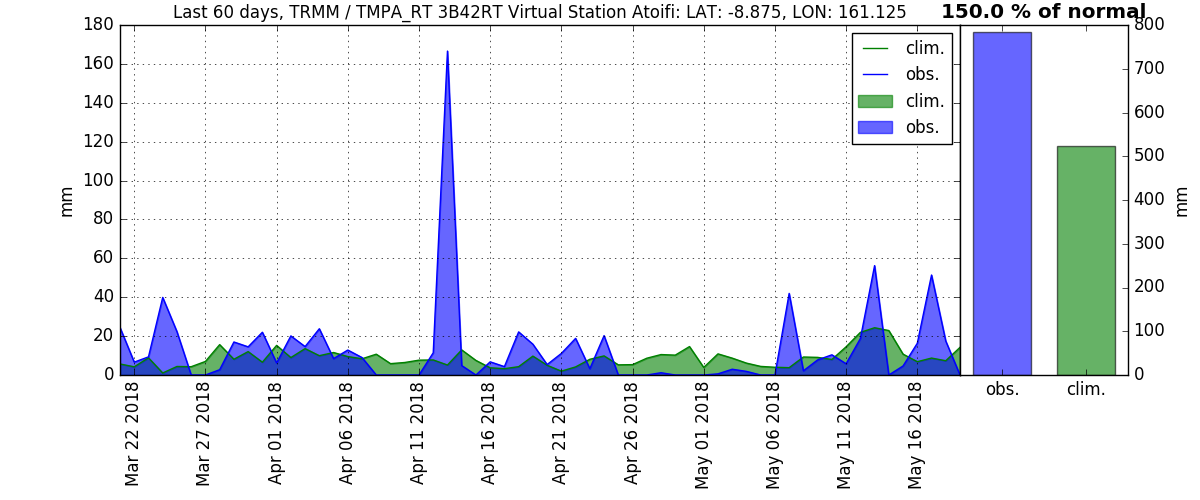 Last 60 days, TRMM / TMPA_RT 3B42RT Virtual Station Atoifi: LAT: -8.875, LON: 161.125
150.0 % of normal
mm
180
160
140
120
100
80
60
40
20
0
clim.
obs.
clim.
obs.
Mar 22 2018
Mar 27 2018
Apr 01 2018
Apr 06 2018
Apr 11 2018
Apr 16 2018
Apr 21 2018
Apr 26 2018
May 01 2018
May 06 2018
May 11 2018
May 16 2018
800
700
600
500
400
300
200
100
0
mm
obs.
clim.